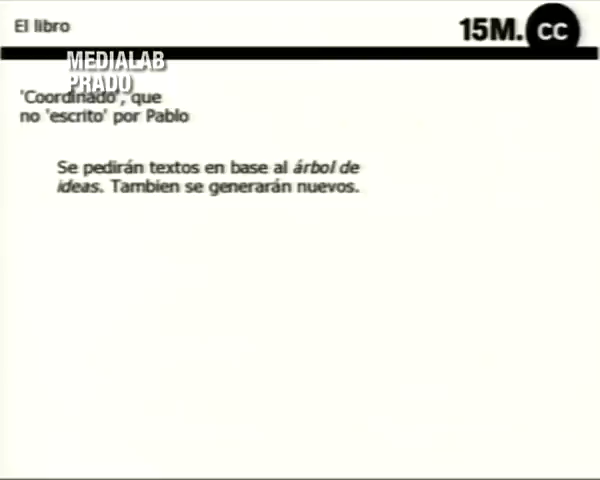 El libro
15M.cc
MEDIALAB
PRADO
'Coordinado', que
no 'escrito' por Pablo
Se pedirán textos en base al árbol de
ideas. Tambien se generarán nuevos.